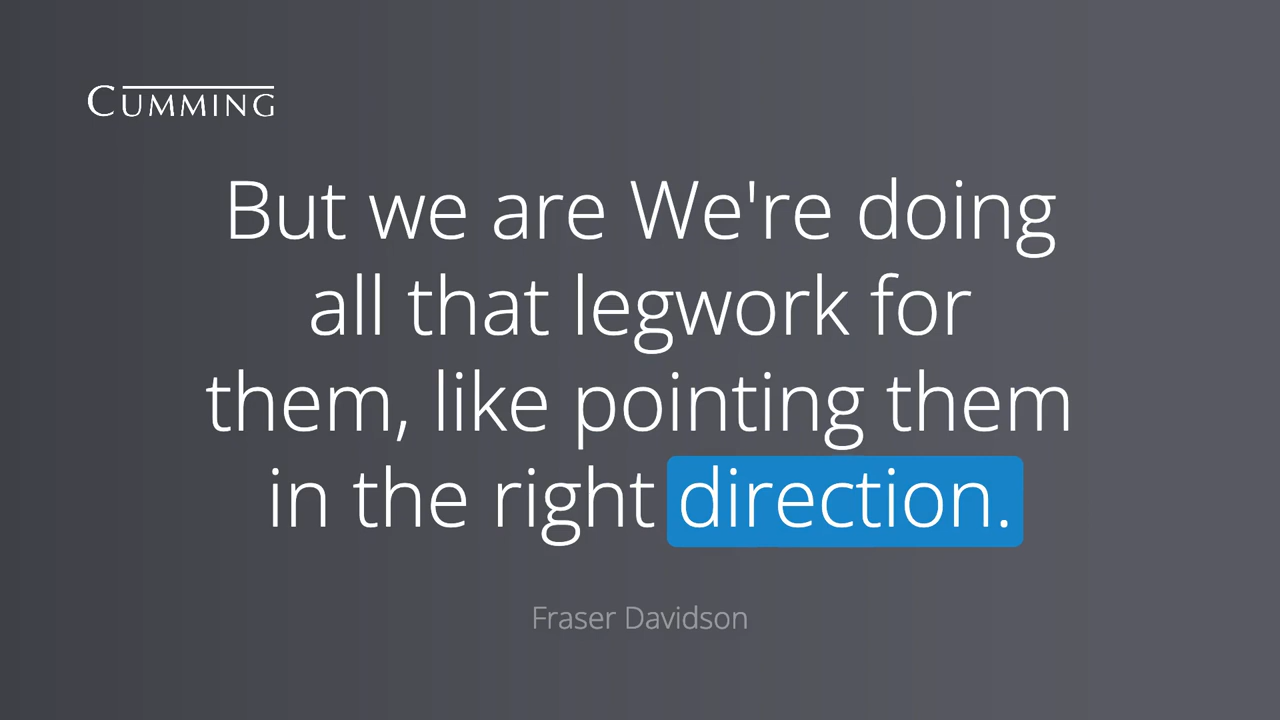 CUMMING
But we are We're doing
all that legwork for
them, like pointing them
in the right direction.
Fraser Davidson